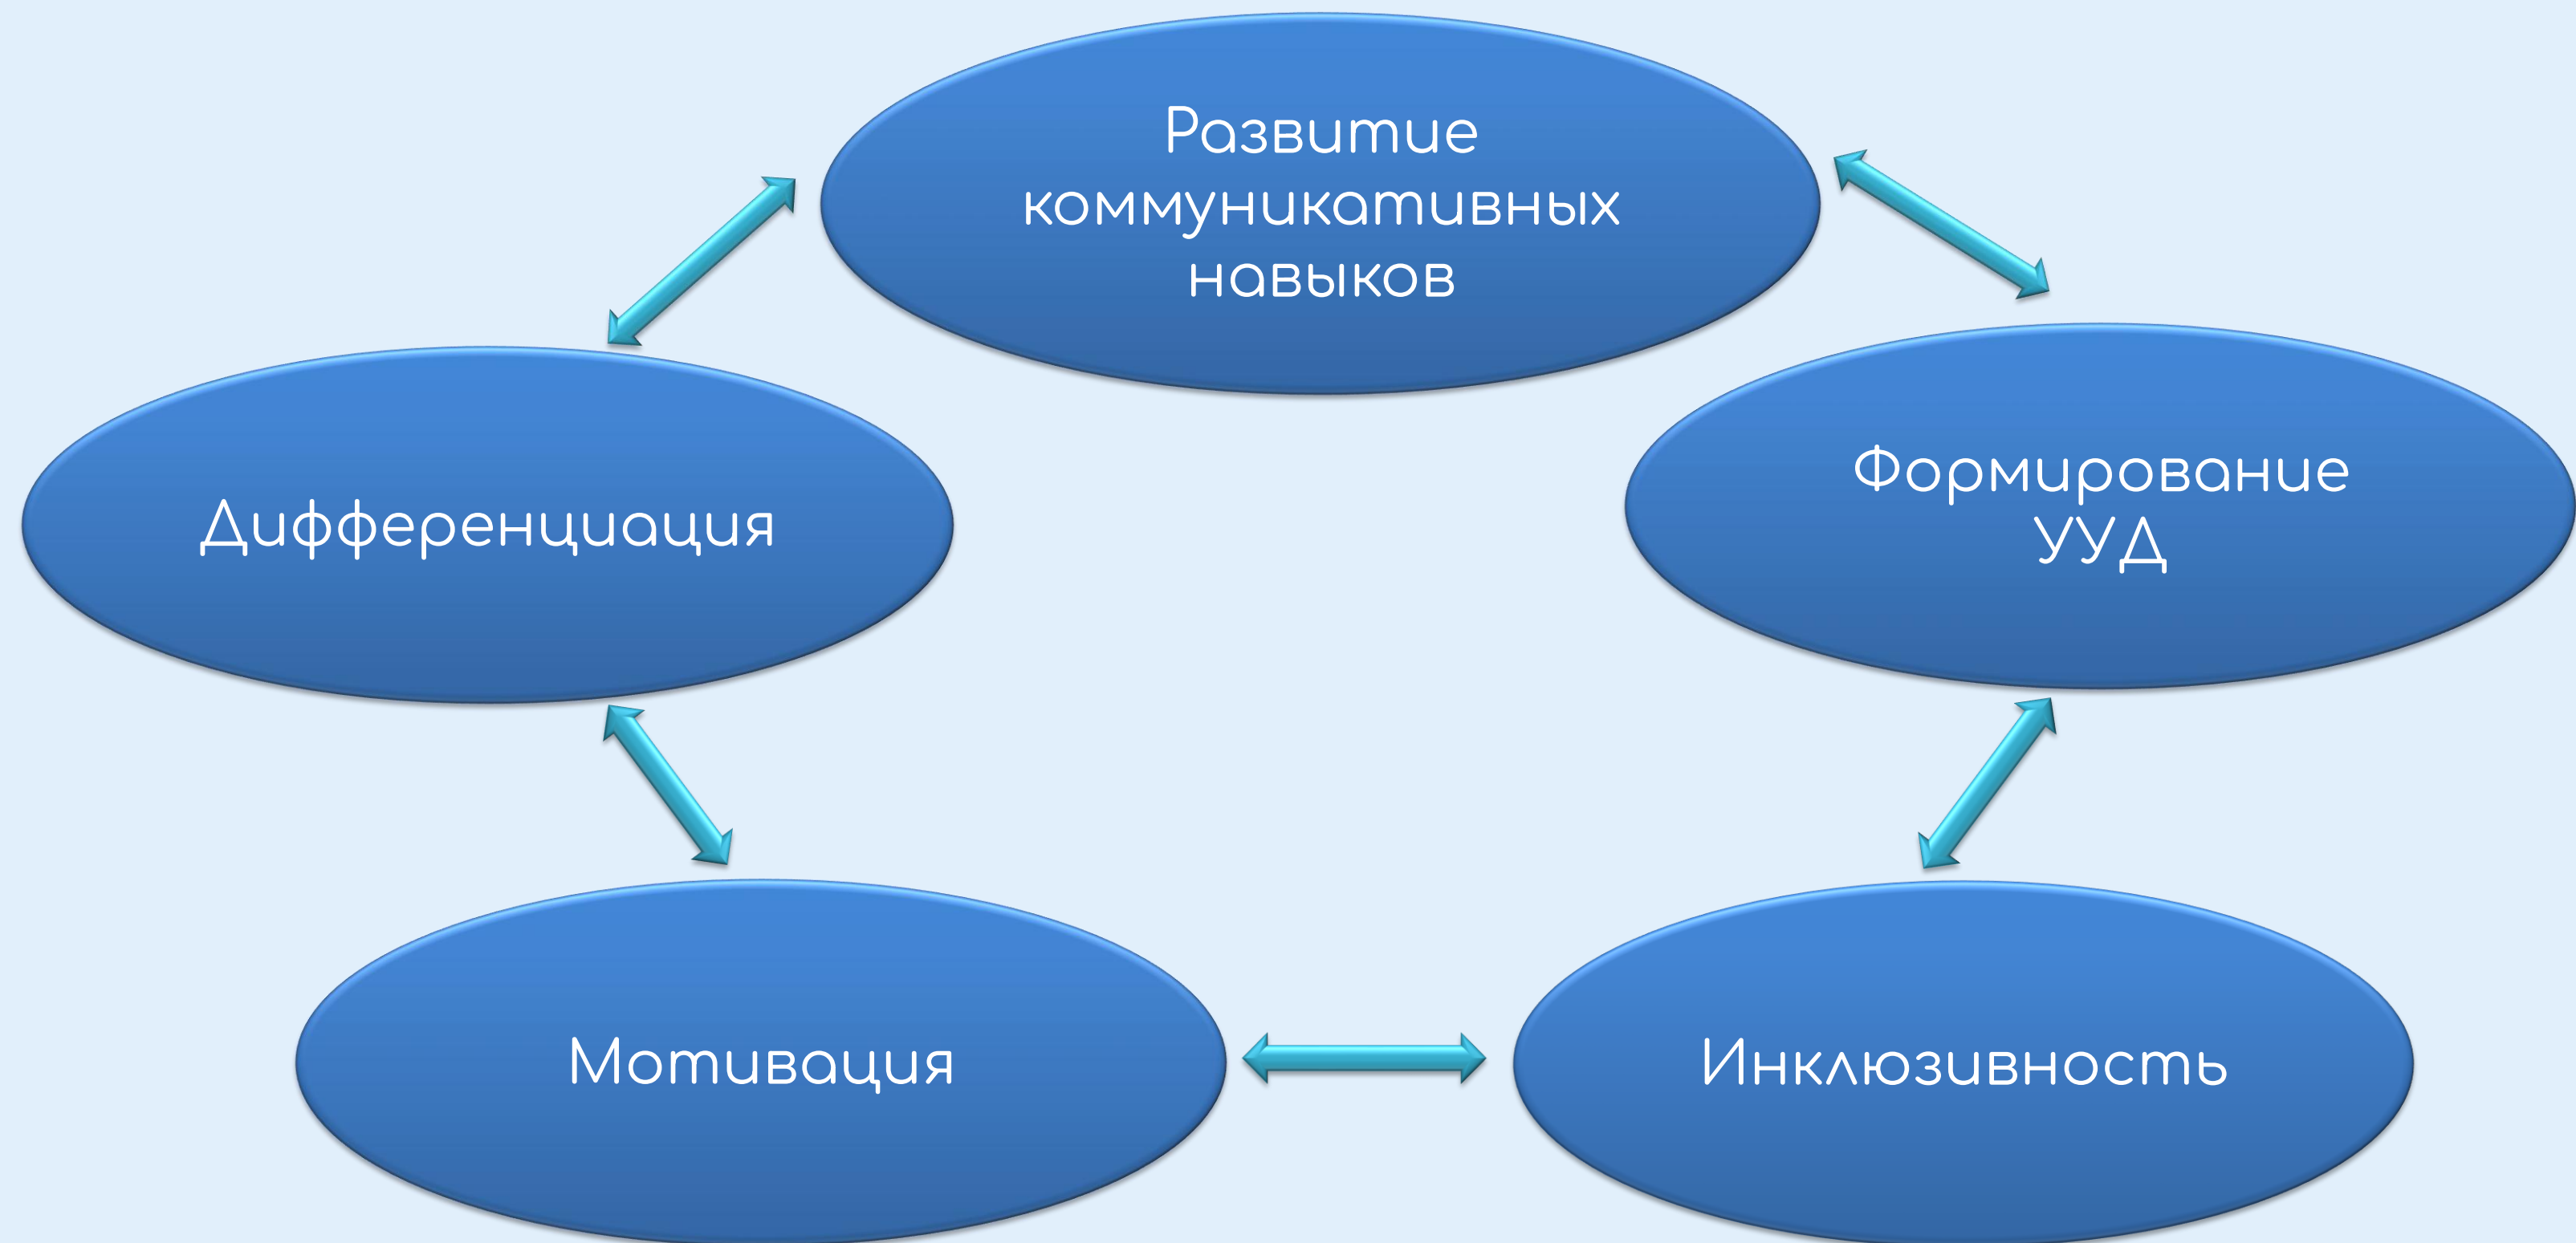 Развитие
коммуникативных
навыков
Дифференциация
Формирование
УУД
Мотивация
Инклюзивность